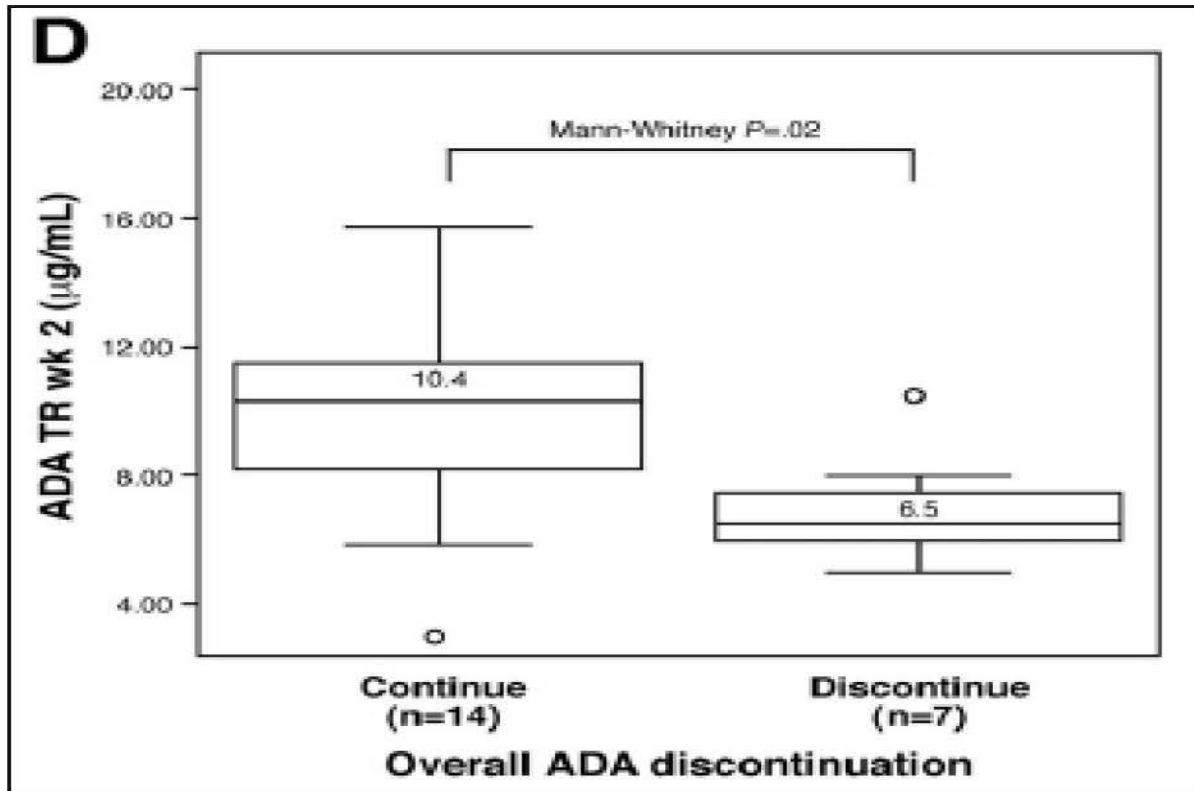 D
20.00
Mann-Whitney P=.02
16.00
12.00
10.4
8.00
6.5
4.00
ADA TR wk 2 (µg/mL)
Continue
(n=14)
Discontinue
(n=7)
Overall ADA discontinuation